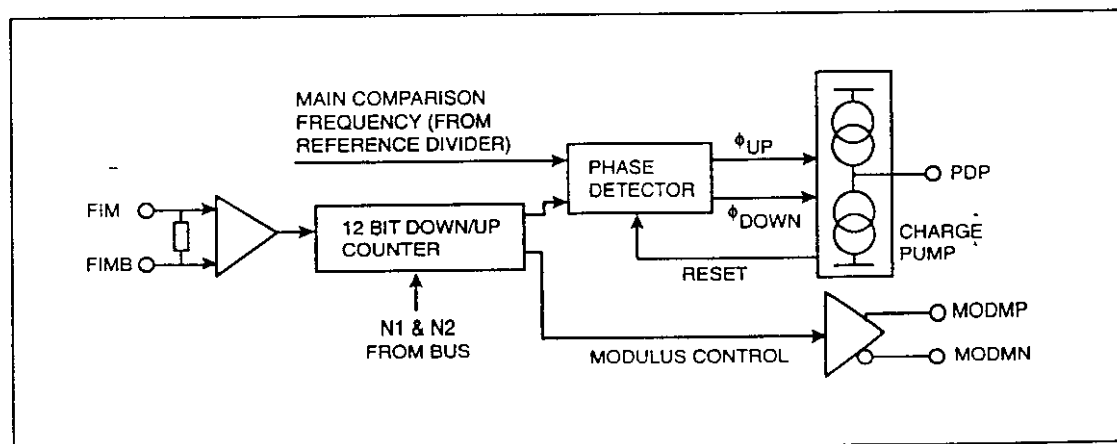 MAIN COMPARISON
FREQUENCY (FROM
REFERENCE DIVIDER)
PHASE
DETECTOR
ϕUP
ϕDOWN
PDP
CHARGE
PUMP
RESET
FIM
FIMB
12 BIT DOWN/UP
COUNTER
N1 & N2
FROM BUS
MODULUS CONTROL
MODMP
MODMN